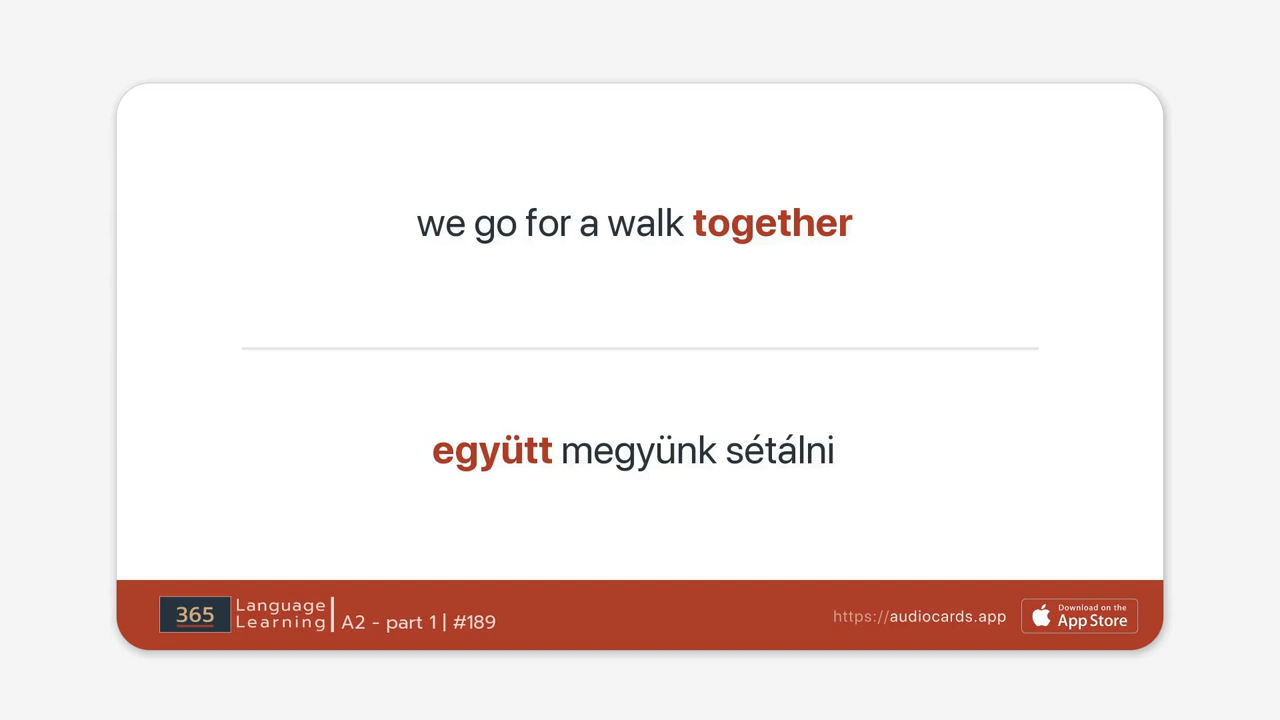 we go for a walk together
együtt megyünk sétálni
365
Language
Learning
A2 - part 1 | #189
https://audiocards.app
Download on the
App Store